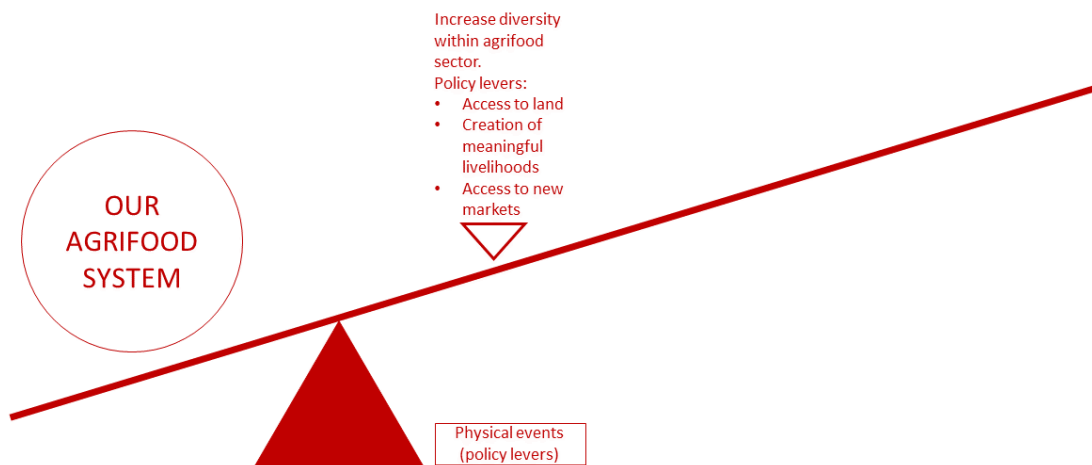 Increase diversity
within agrifood
sector.
Policy levers:
• Access to land
• Creation of
meaningful
livelihoods
• Access to new
markets
OUR
AGRIFOOD
SYSTEM
Physical events
(policy levers)